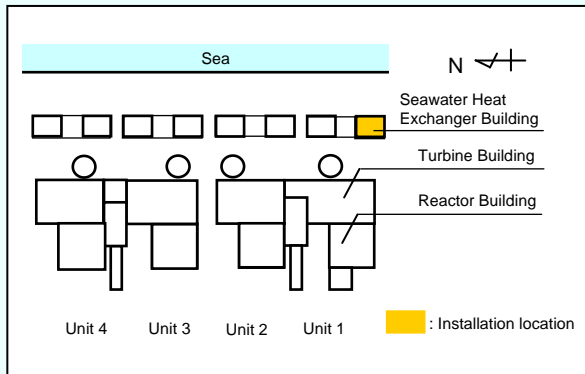 Sea
N
Seawater Heat
Exchanger Building
Turbine Building
Reactor Building
Unit 4 Unit 3 Unit 2 Unit 1
: Installation location